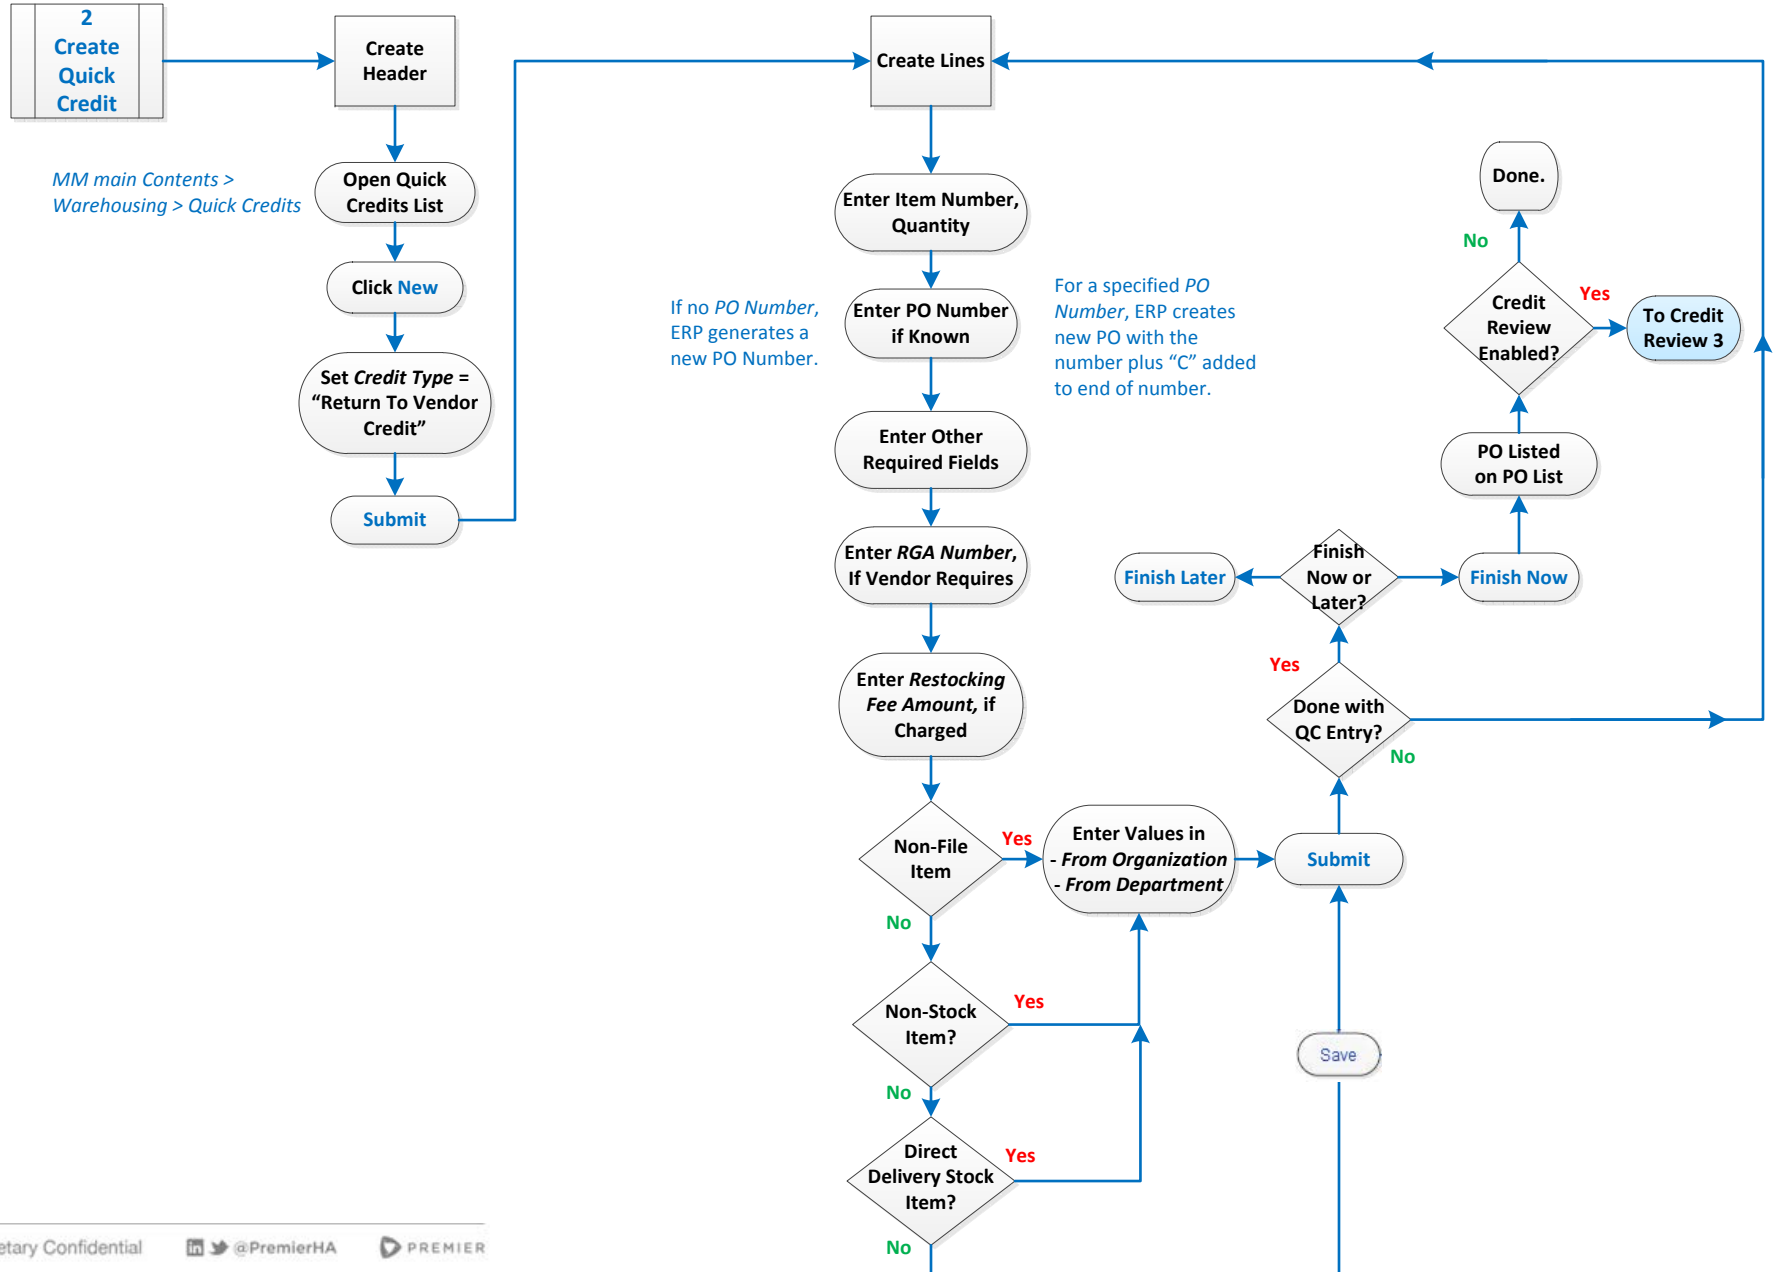 2
Create
Quick
Credit
Create
Header
MM main Contents >
Warehousing > Quick Credits
Open Quick
Credits List
Click New
Set Credit Type =
“Return To Vendor
Credit”
Submit
Create Lines
Enter Item Number,
Quantity
If no PO Number,
ERP generates a
new PO Number.
Enter PO Number
if Known
For a specified PO
Number, ERP creates
new PO with the
number plus “C” added
to end of number.
Enter Other
Required Fields
Enter RGA Number,
If Vendor Requires
Enter Restocking
Fee Amount, if
Charged
Non-File
Item
Yes
No
Enter Values in
- From Organization
- From Department
Non-Stock
Item?
Yes
No
Direct
Delivery Stock
Item?
Yes
No
Save
Submit
Done with
QC Entry?
Yes
No
Finish
Now or
Later?
Finish Later
Finish Now
PO Listed
on PO List
Credit
Review
Enabled?
No
Yes
Done.
To Credit
Review 3
etary Confidential
in
@PremierHA
PREMIER